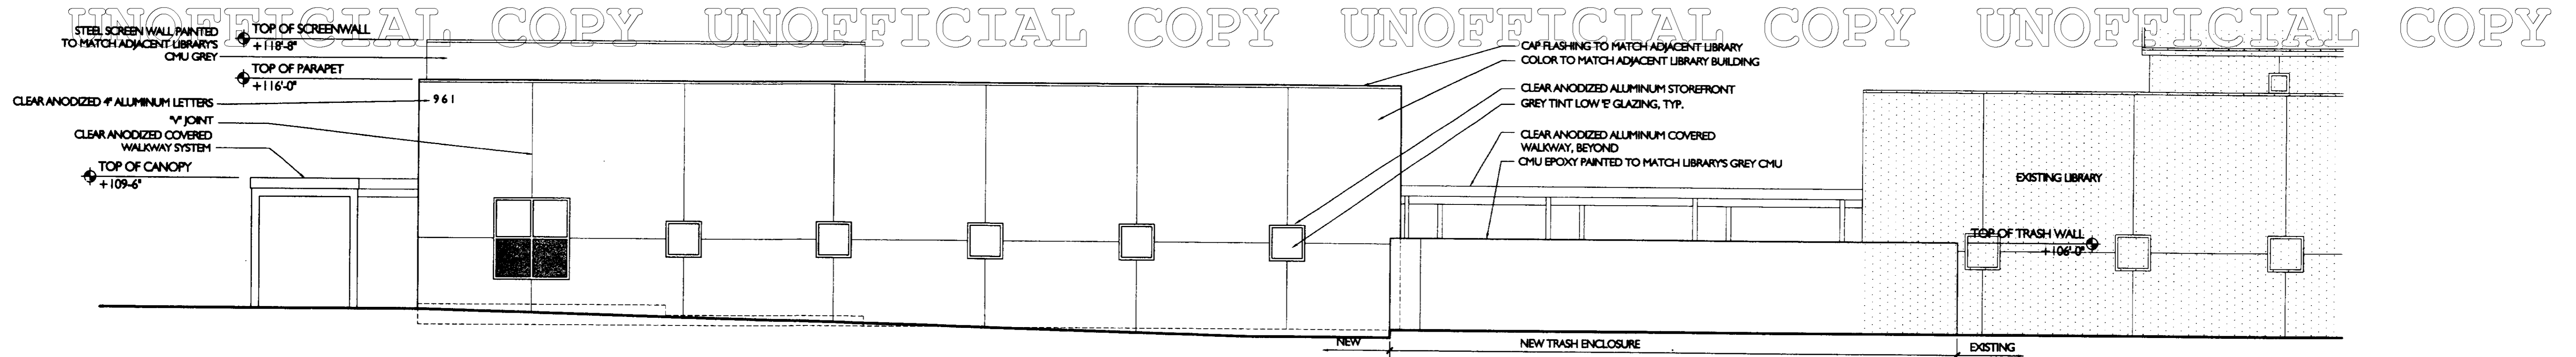 UNOFFICIAL COPY UNOFFICIAL COPY UNOFFICIAL COPY UNOFFICIAL COPY
STEEL SCREEN WALL PAINTED
TO MATCH ADJACENT LIBRARY'S
CMU GREY
TOP OF SCREENWALL
+118'-8"
TOP OF PARAPET
+116'-0"
CLEAR ANODIZED 4" ALUMINUM LETTERS
961
"V" JOINT
CLEAR ANODIZED COVERED
WALKWAY SYSTEM
TOP OF CANOPY
+109'-6"
CAP FLASHING TO MATCH ADJACENT LIBRARY
COLOR TO MATCH ADJACENT LIBRARY BUILDING
CLEAR ANODIZED ALUMINUM STOREFRONT
GREY TINT LOW 'E' GLAZING, TYP.
CLEAR ANODIZED ALUMINUM COVERED
WALKWAY, BEYOND
CMU EPOXY PAINTED TO MATCH LIBRARY'S GREY CMU
EXISTING LIBRARY
TOP OF TRASH WALL
+106'-0"
NEW
NEW TRASH ENCLOSURE
EXISTING